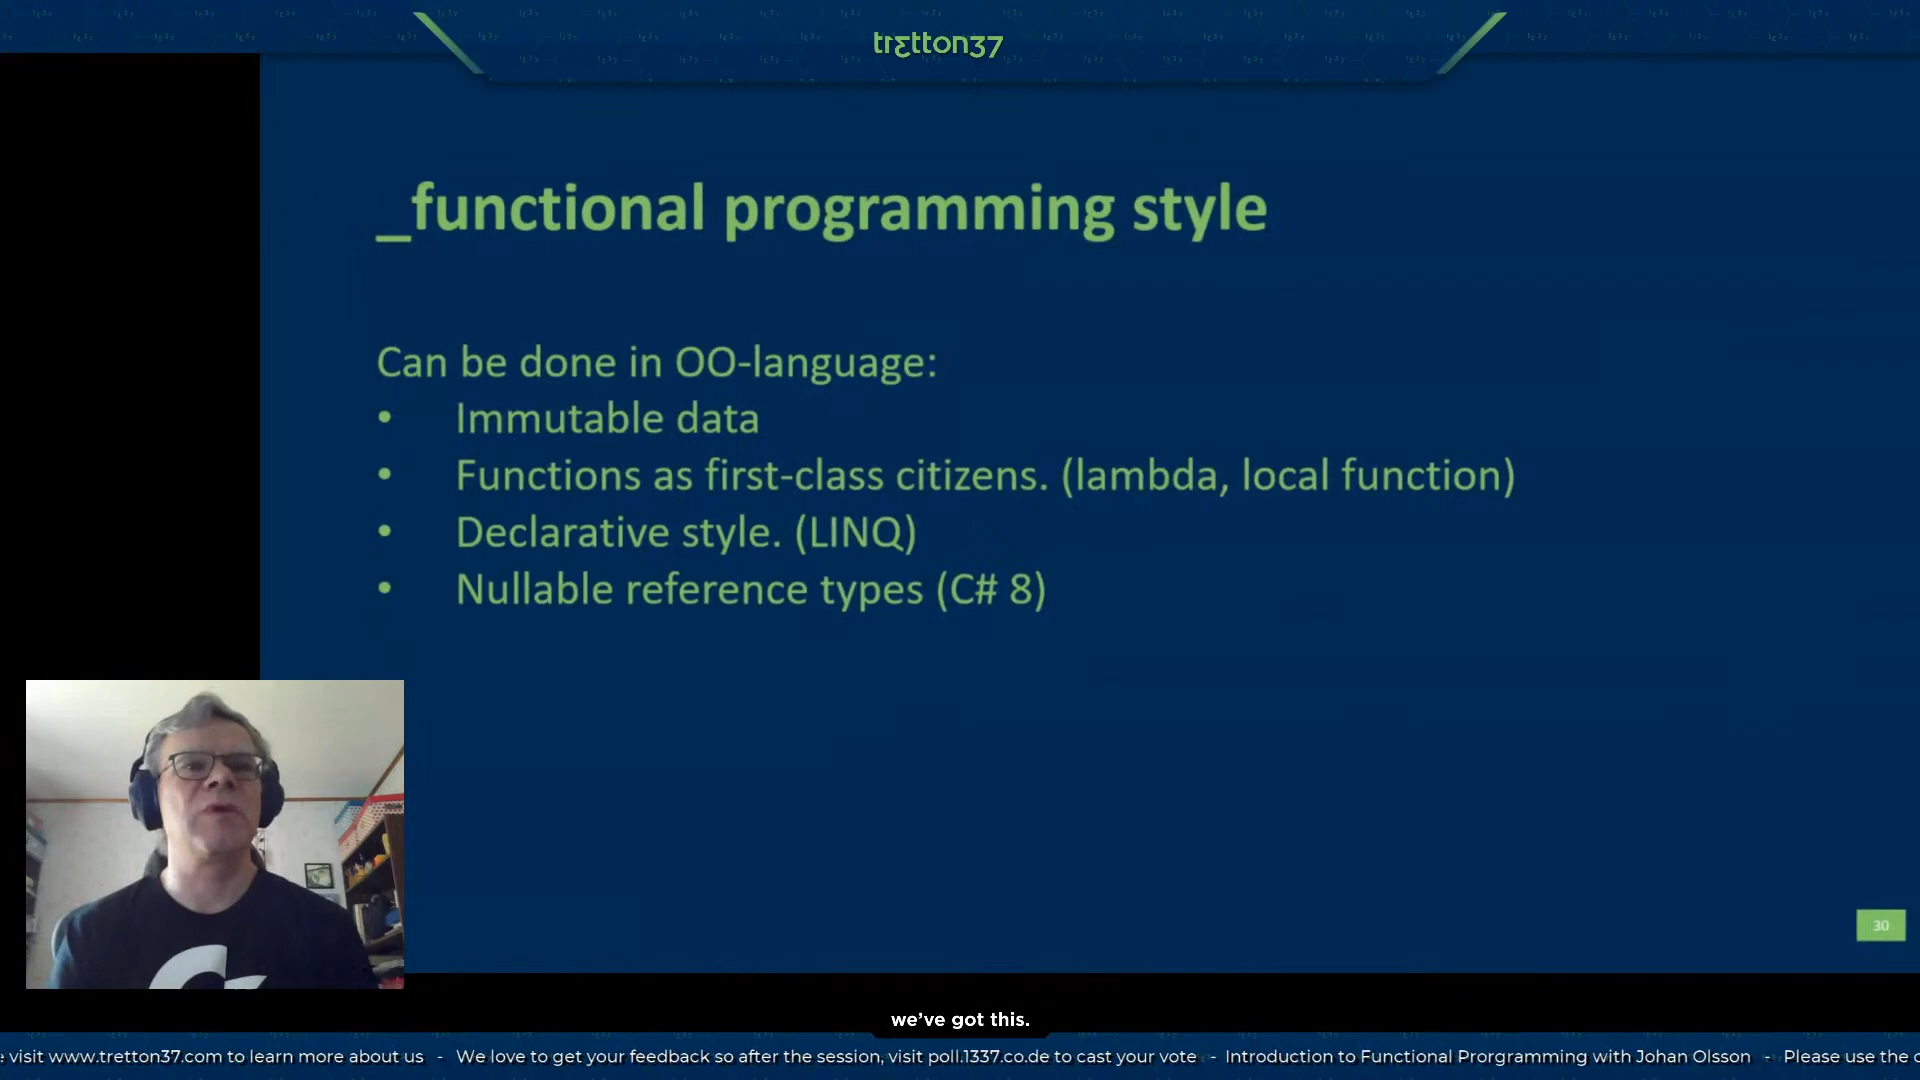 trετton37
_functional programming style
Can be done in OO-language:
• Immutable data
• Functions as first-class citizens. (lambda, local function)
• Declarative style. (LINQ)
• Nullable reference types (C# 8)
30
we've got this.
visit www.tretton37.com to learn more about us - We love to get your feedback so after the session, visit poll.1337.co.de to cast your vote - Introduction to Functional Prorgramming with Johan Olsson - Please use the